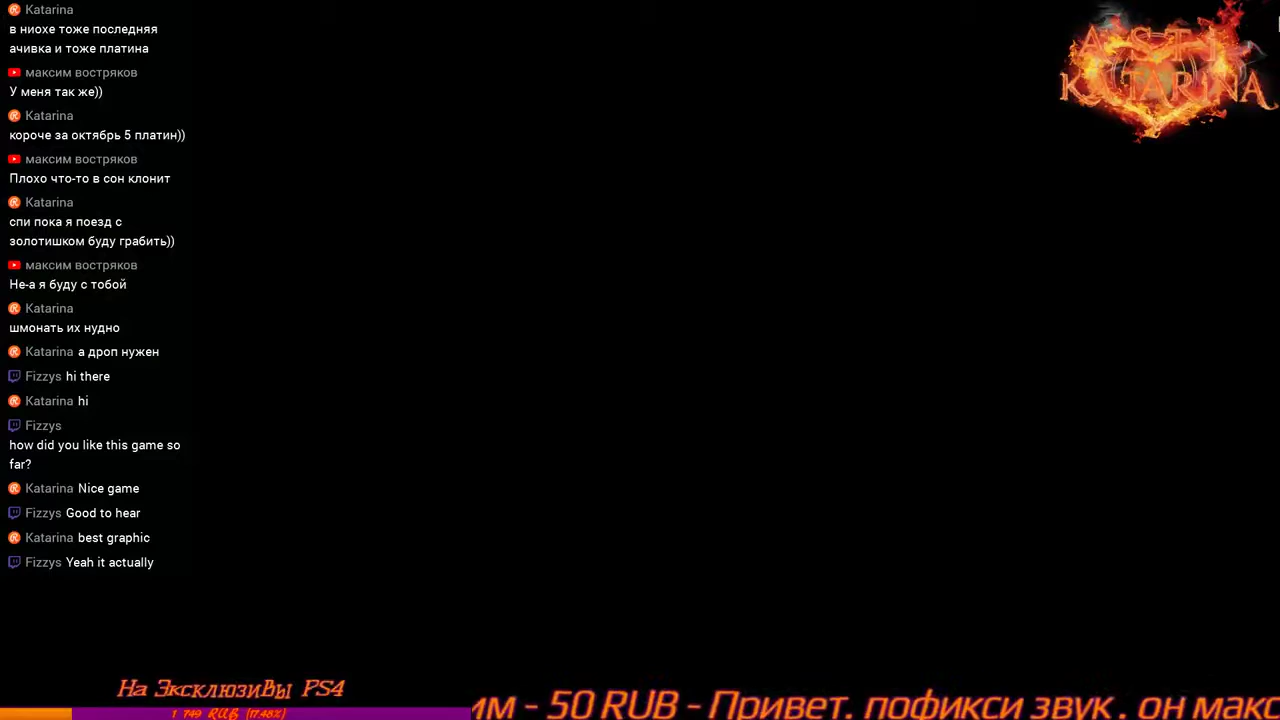 Katarina
в ниохе тоже последняя
ачивка и тоже платина
максим востряков
У меня так же))
Katarina
короче за октябрь 5 платин))
максим востряков
Плохо что-то в сон клонит
Katarina
спи пока я поезд с
золотишком буду грабить))
максим востряков
Не-а я буду с тобой
Katarina
шмонать их нудно
Katarina а дроп нужен
Fizzys hi there
Katarina hi
Fizzys
how did you like this game so
far?
Katarina Nice game
Fizzys Good to hear
Katarina best graphic
Fizzys Yeah it actually
ASTI
KATARINA
На Эксклюзивы PS4
1 749 RUB (17.48%)
им - 50 RUB - Привет, пофикси звук , он макс